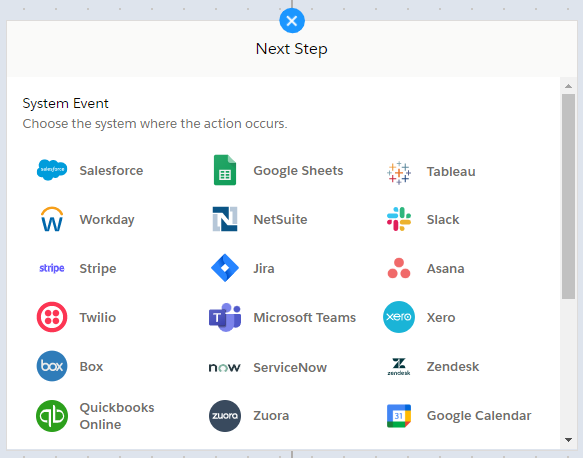 Next Step
System Event
Choose the system where the action occurs.
salesforce Salesforce Google Sheets Tableau
Workday NetSuite Slack
stripe Stripe Jira Asana
Twilio T Microsoft Teams xero Xero
box Box now ServiceNow zendesk Zendesk
qb Quickbooks
Online zuora Zuora 31 Google Calendar